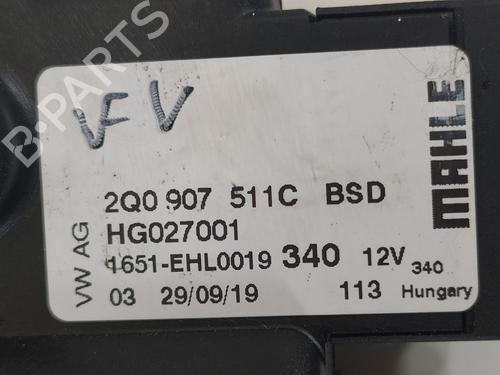 B-PARTS
VF V
2Q0 907 511C BSD
HG027001
1651-EHL0019 340 12V 340
03 29/09/19 113 Hungary
VW AG
MAHLE